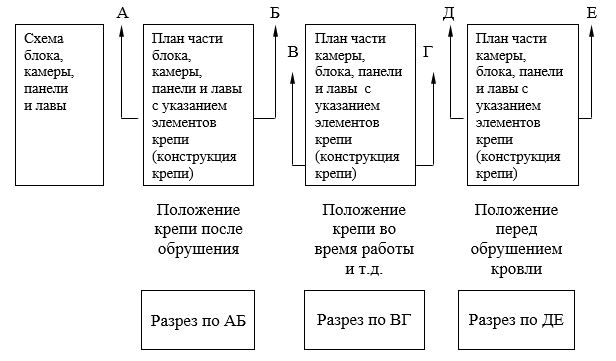 А
Б
В
Г
Д
Е
Схема
блока,
камеры,
панели
и лавы
План части
блока,
камеры,
панели и лавы
с указанием
элементов
крепи
(конструкция
крепи)
План части
камеры,
блока, панели
и лавы с
указанием
элементов
крепи
(конструкция
крепи)
План части
камеры,
блока, панели
и лавы с
указанием
элементов
крепи
(конструкция
крепи)
Положение
крепи после
обрушения
Положение
крепи во
время работы
и т.д.
Положение
перед
обрушением
кровли
Разрез по АБ
Разрез по ВГ
Разрез по ДЕ